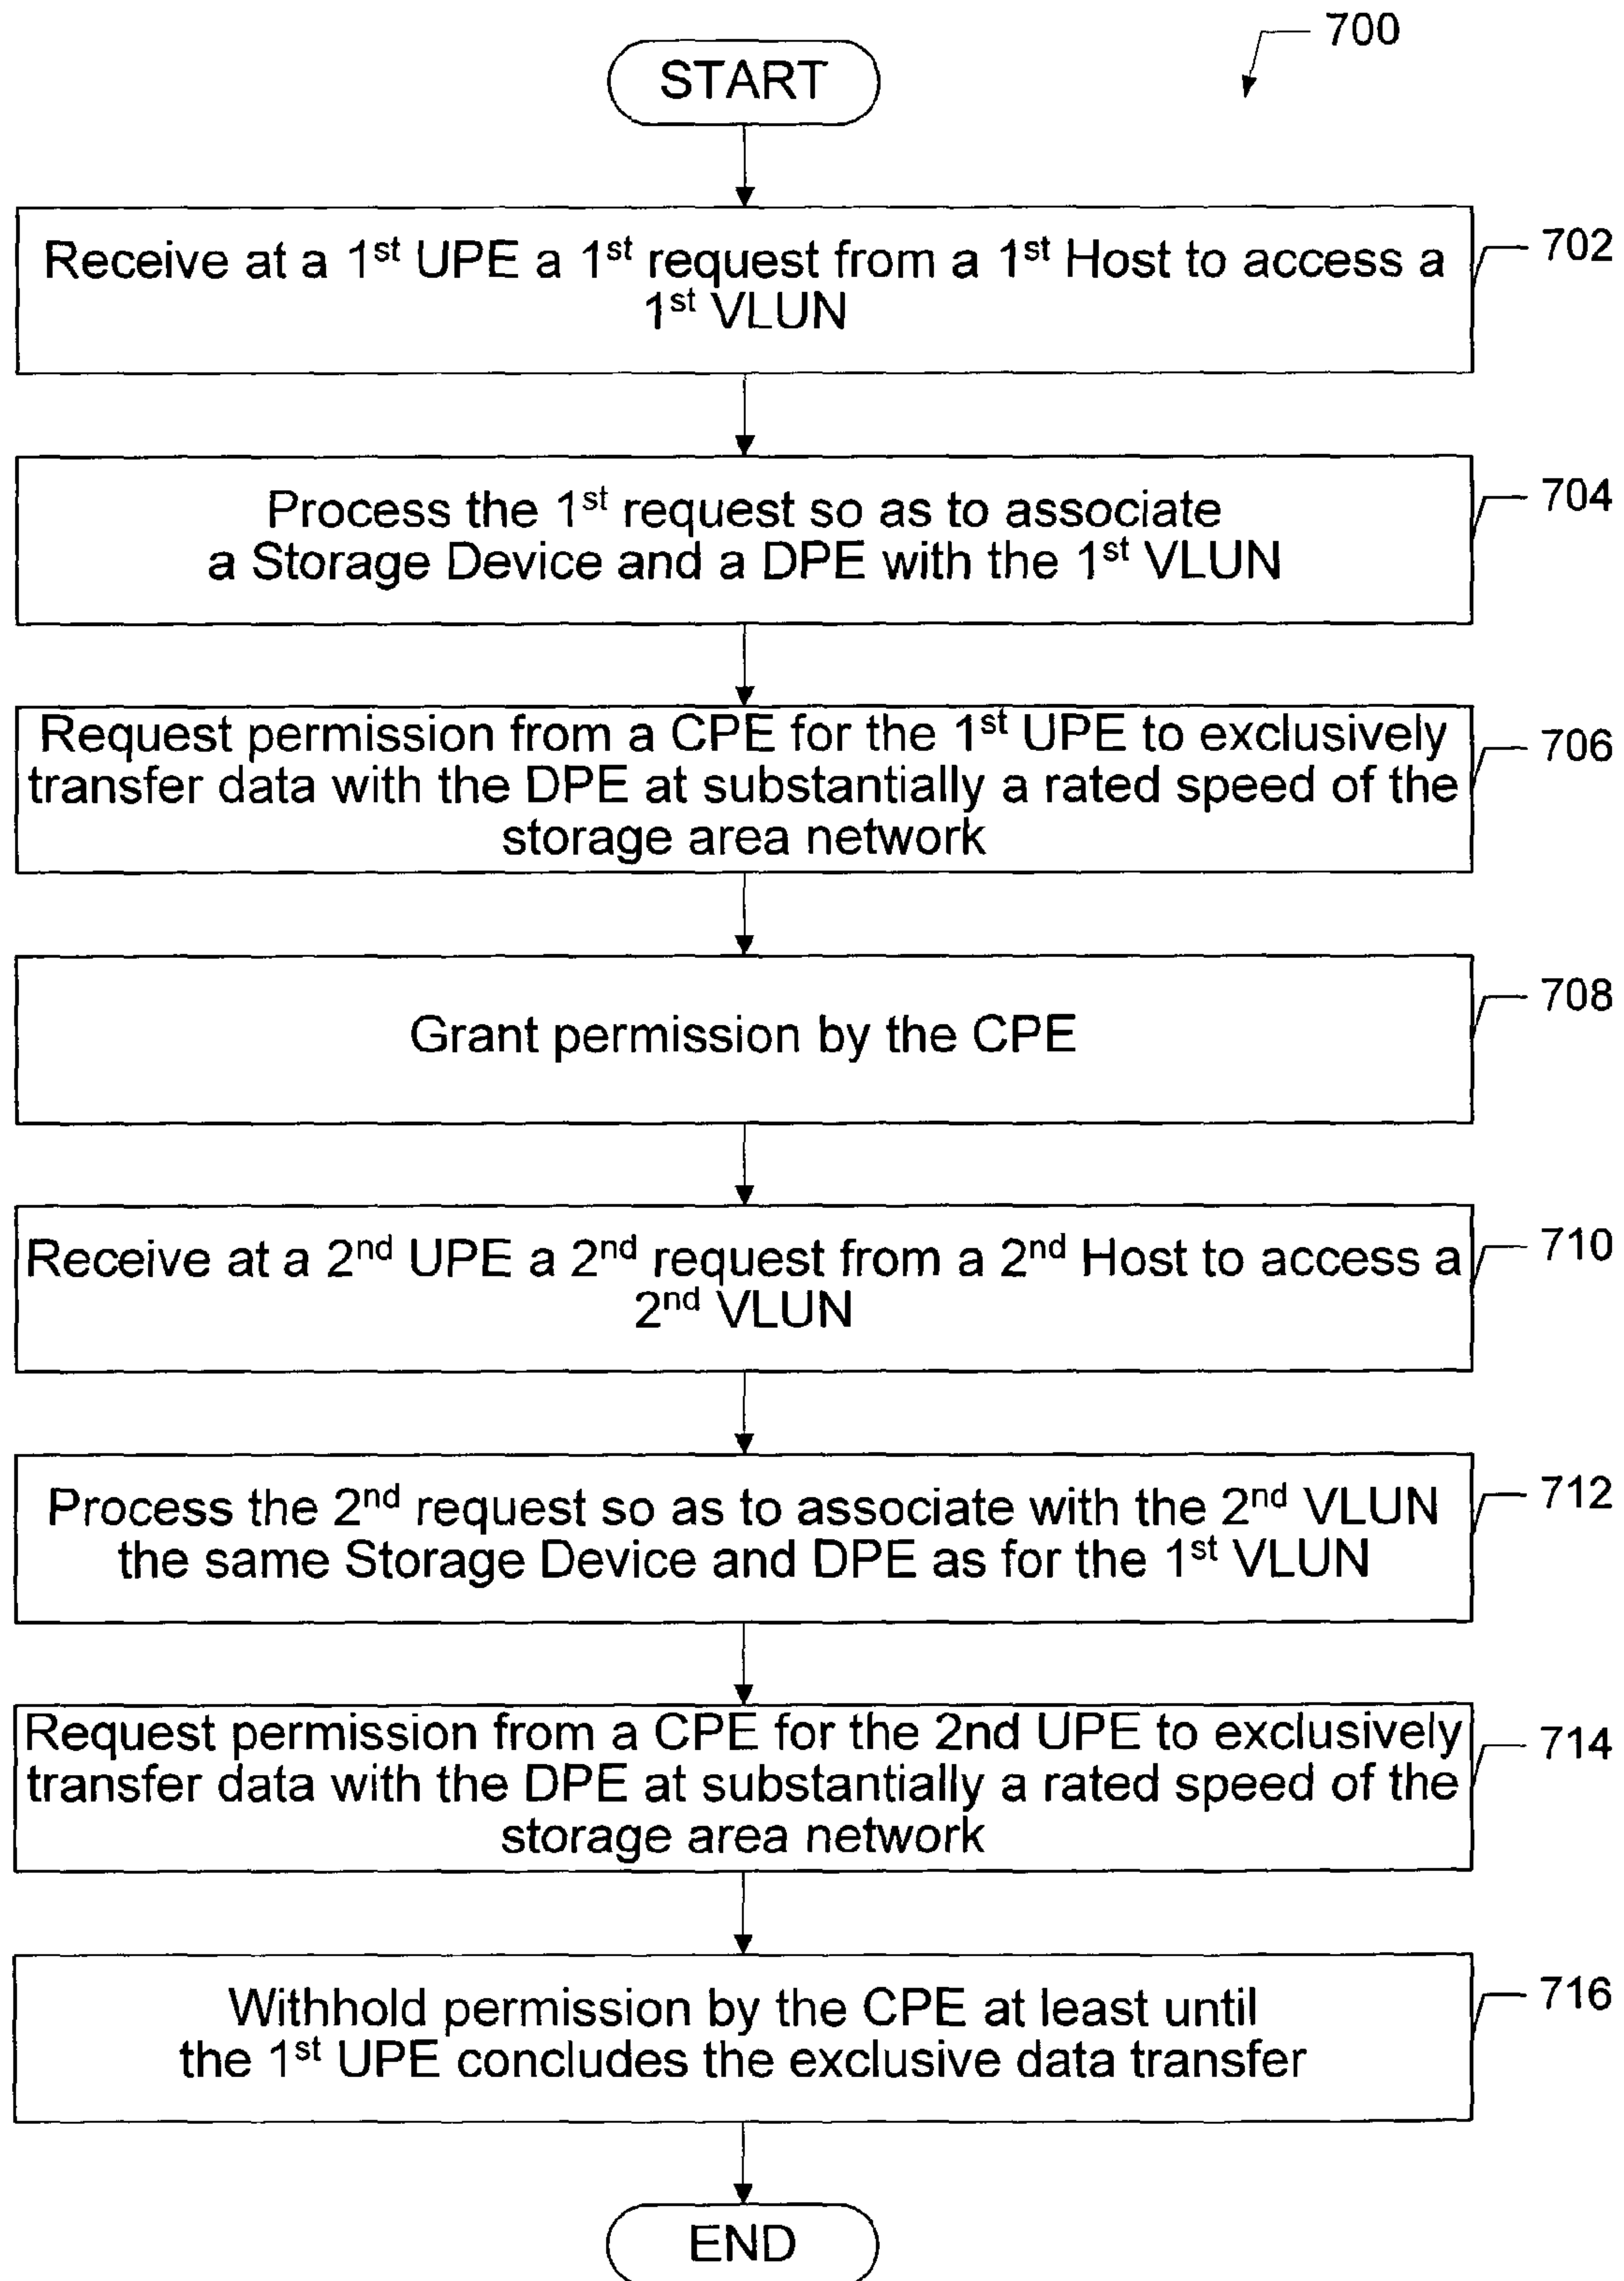 700
START
Receive at a 1st UPE a 1st request from a 1st Host to access a
1st VLUN
702
Process the 1st request so as to associate
a Storage Device and a DPE with the 1st VLUN
704
Request permission from a CPE for the 1st UPE to exclusively
transfer data with the DPE at substantially a rated speed of the
storage area network
706
Grant permission by the CPE
708
Receive at a 2nd UPE a 2nd request from a 2nd Host to access a
2nd VLUN
710
Process the 2nd request so as to associate with the 2nd VLUN
the same Storage Device and DPE as for the 1st VLUN
712
Request permission from a CPE for the 2nd UPE to exclusively
transfer data with the DPE at substantially a rated speed of the
storage area network
714
Withhold permission by the CPE at least until
the 1st UPE concludes the exclusive data transfer
716
END